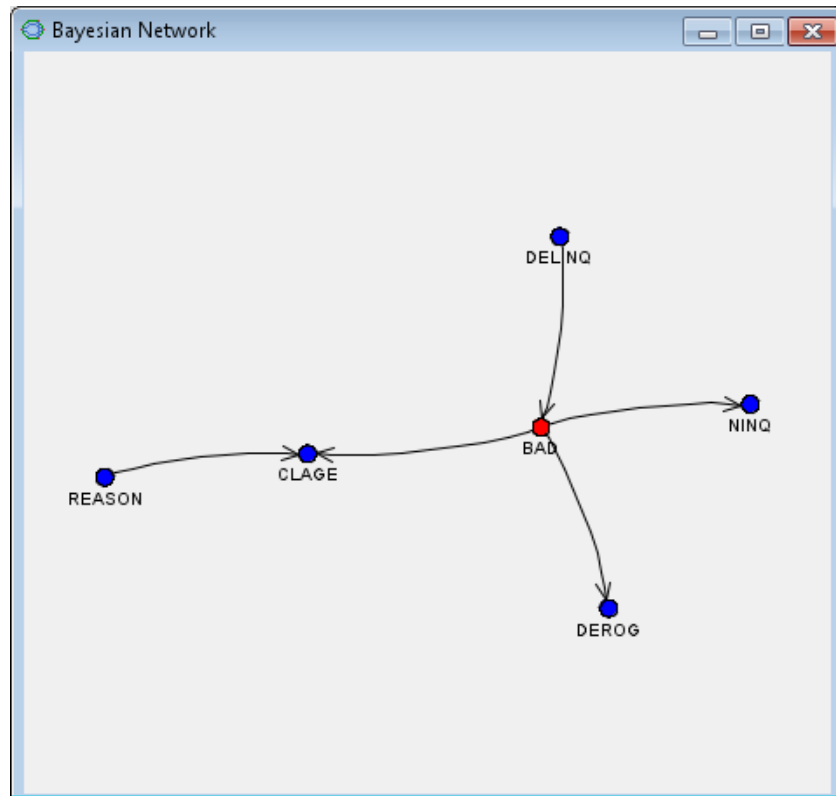 Bayesian Network
DELINQ
NINQ
BAD
CLAGE
REASON
DEROG